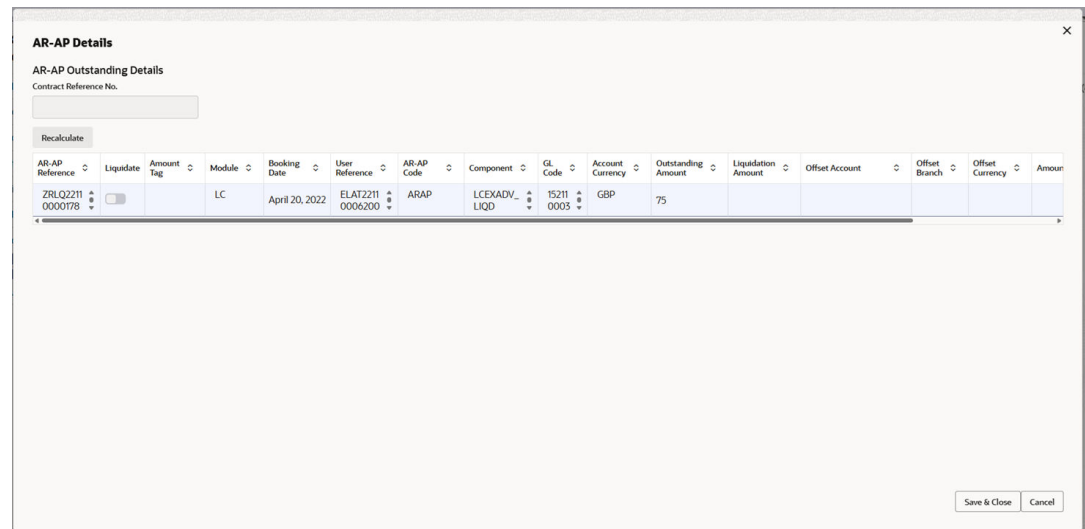 AR-AP Details
AR-AP Outstanding Details
Contract Reference No.
Recalculate
AR-AP Reference Liquidate Amount Tag Module Booking Date User Reference AR-AP Code Component GL Code Account Currency Outstanding Amount Liquidation Amount Offset Account Offset Branch Offset Currency Amoun
ZRLQ2211 0000178 LC April 20, 2022 ELAT2211 0006200 ARAP LCEXADV_ LIQD 15211 0003 GBP 75
Save & Close Cancel